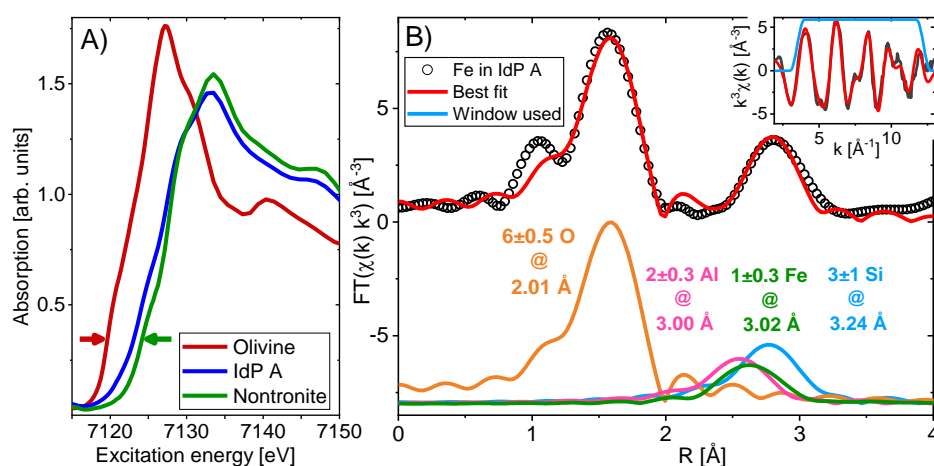 A)
1.5
1.0
0.5
Absorption [arb. units]
Olivine
IdP A
Nontronite
7120 7130 7140 7150
Excitation energy [eV]
B)
Fe in IdP A
Best fit
Window used
5
0
-5
FT(χ(k) k³) [Å⁻³]
5
0
-5
k³χ(k) [Å⁻³]
5 10
k [Å⁻¹]
6±0.5 O
@
2.01 Å
2±0.3 Al
@
3.00 Å
1±0.3 Fe
@
3.02 Å
3±1 Si
@
3.24 Å
0 1 2 3 4
R [Å]